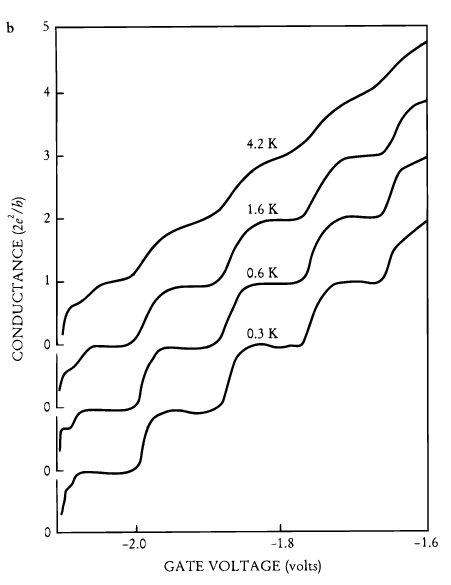 b
5
4
3
2
1
0
0
0
0
4.2 K
1.6 K
0.6 K
0.3 K
CONDUCTANCE (2e²/h)
−2.0
−1.8
−1.6
GATE VOLTAGE (volts)